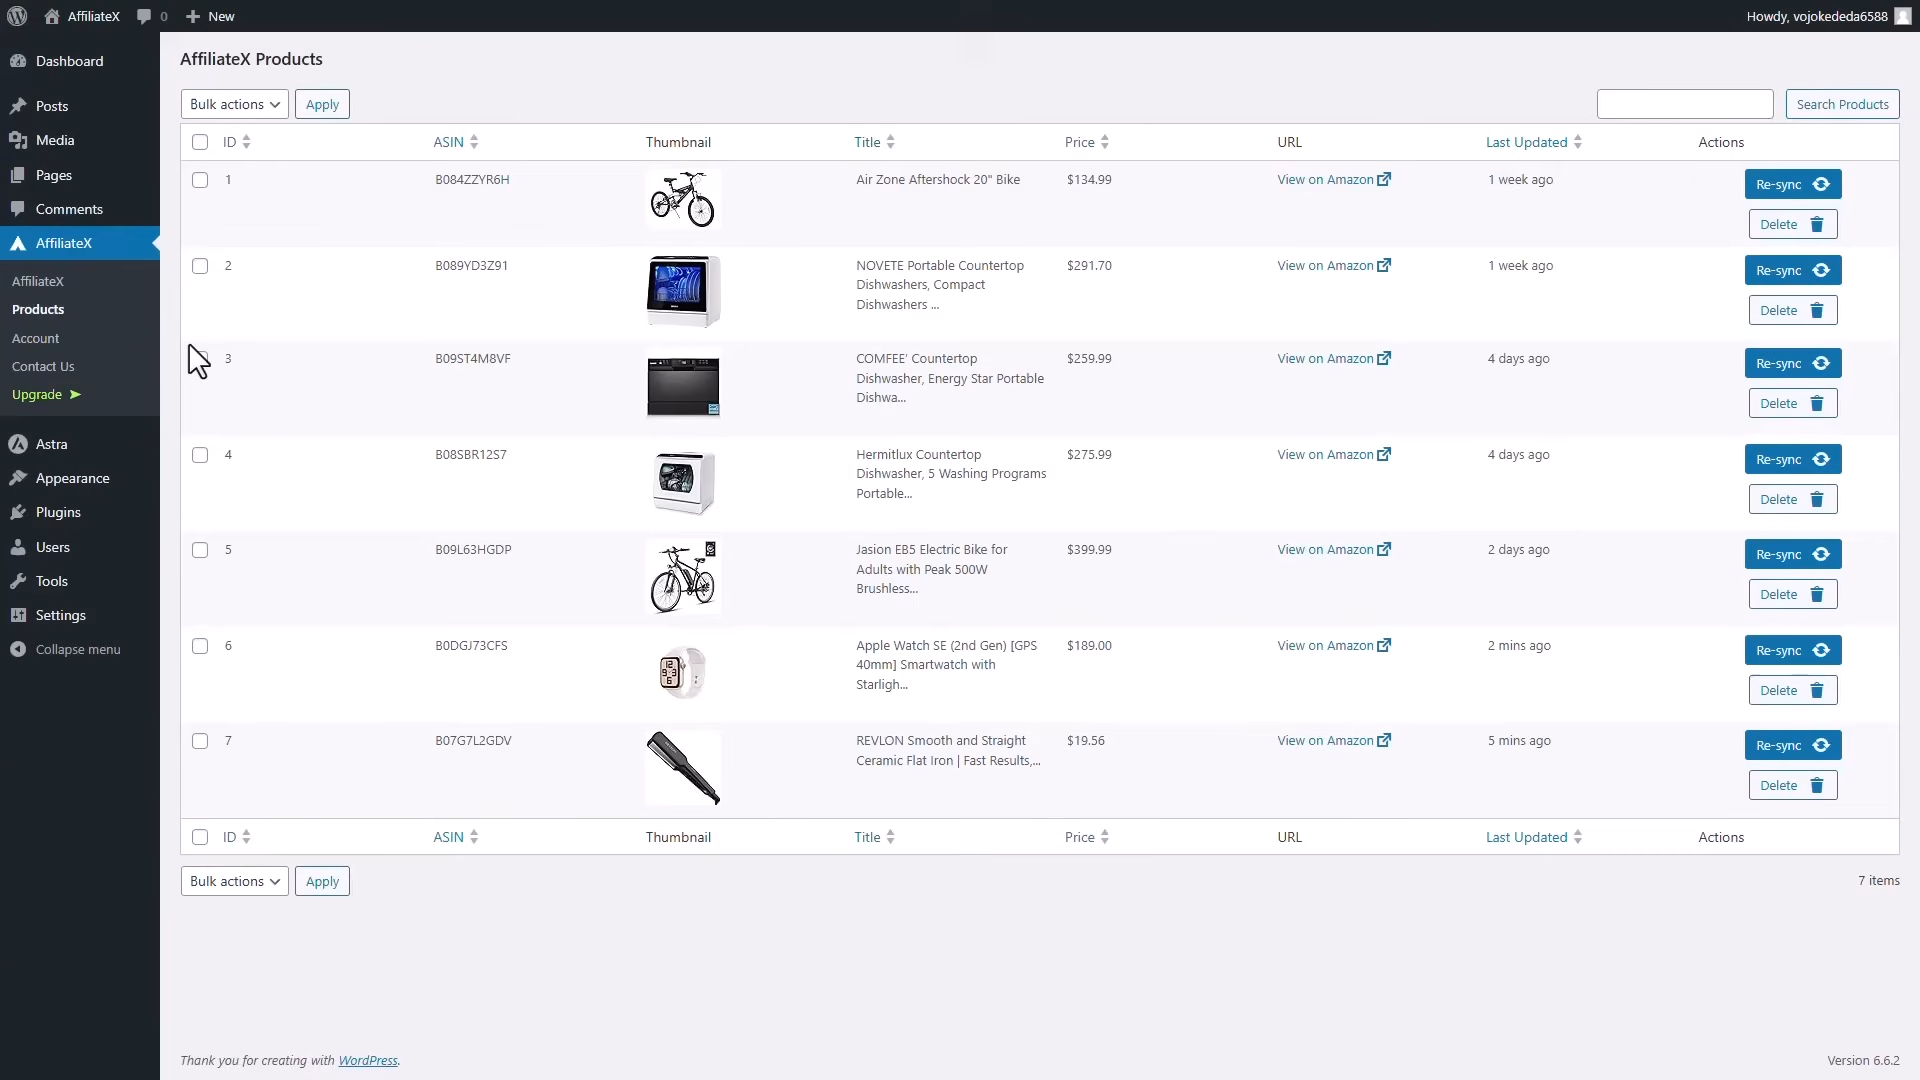 AffiliateX 0 New Howdy, vojokededa6588
Dashboard
Posts
Media
Pages
Comments
AffiliateX
AffiliateX
Products
Account
Contact Us
Upgrade ➤
Astra
Appearance
Plugins
Users
Tools
Settings
Collapse menu
AffiliateX Products
Bulk actions Apply Search Products
ID ASIN Thumbnail Title Price URL Last Updated Actions
1 B084ZZYR6H Air Zone Aftershock 20" Bike $134.99 View on Amazon 1 week ago Re-sync
Delete
2 B089YD3Z91 NOVETE Portable Countertop $291.70 View on Amazon 1 week ago Re-sync
Dishwashers, Compact
Dishwashers ... Delete
3 B09ST4M8VF COMFEE' Countertop $259.99 View on Amazon 4 days ago Re-sync
Dishwasher, Energy Star Portable
Dishwa... Delete
4 B08SBR12S7 Hermitlux Countertop $275.99 View on Amazon 4 days ago Re-sync
Dishwasher, 5 Washing Programs
Portable... Delete
5 B09L63HGDP Jasion EB5 Electric Bike for $399.99 View on Amazon 2 days ago Re-sync
Adults with Peak 500W
Brushless... Delete
6 B0DGJ73CFS Apple Watch SE (2nd Gen) [GPS $189.00 View on Amazon 2 mins ago Re-sync
40mm] Smartwatch with
Starligh... Delete
7 B07G7L2GDV REVLON Smooth and Straight $19.56 View on Amazon 5 mins ago Re-sync
Ceramic Flat Iron | Fast Results,...
Delete
ID ASIN Thumbnail Title Price URL Last Updated Actions
Bulk actions Apply 7 items
Thank you for creating with WordPress. Version 6.6.2